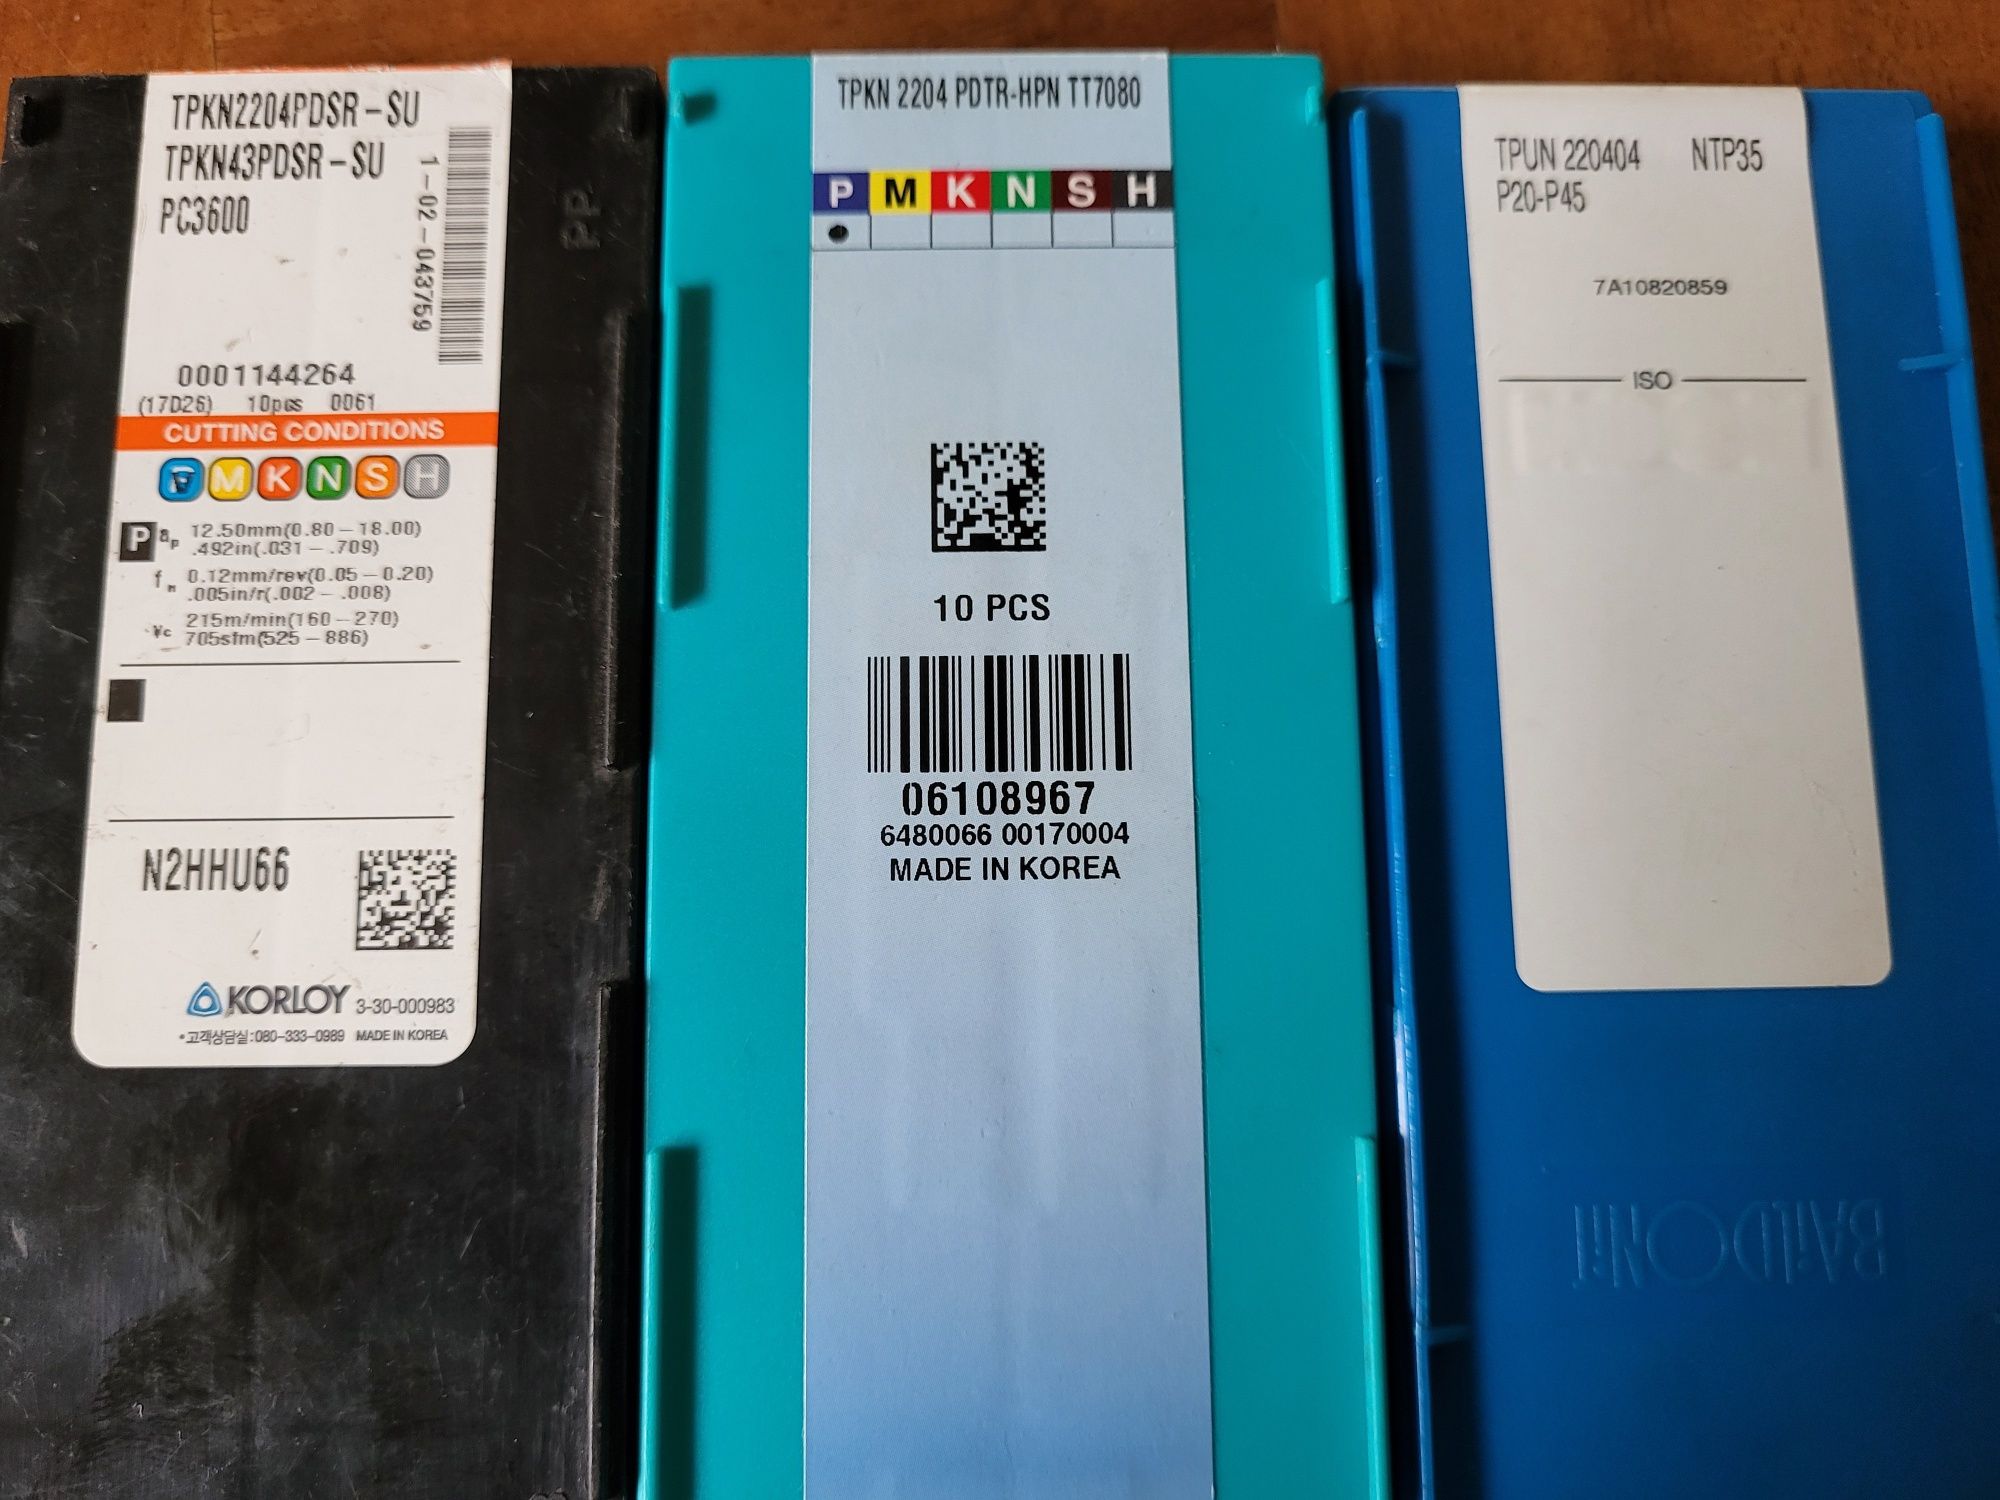 TPKN2204PDSR-SU
TPKN43PDSR-SU
PC3600
1-02-043759
0001144264
(17D26) 10pcs 0061
CUTTING CONDITIONS
P M K N S H
P ap 12.50mm(0.80-18.00)
.492in(.031-.709)
fn 0.12mm/rev(0.05-0.20)
.005in/r(.002-.008)
vc 215m/min(160-270)
705sfm(525-886)
N2HHU66
KORLOY 3-30-000983
*고객상담실:080-333-0989 MADE IN KOREA
PP
TPKN 2204 PDTR-HPN TT7080
P M K N S H
10 PCS
06108967
6480066 00170004
MADE IN KOREA
TPUN 220404 NTP35
P20-P45
7A10820859
ISO
BAiLDONiT